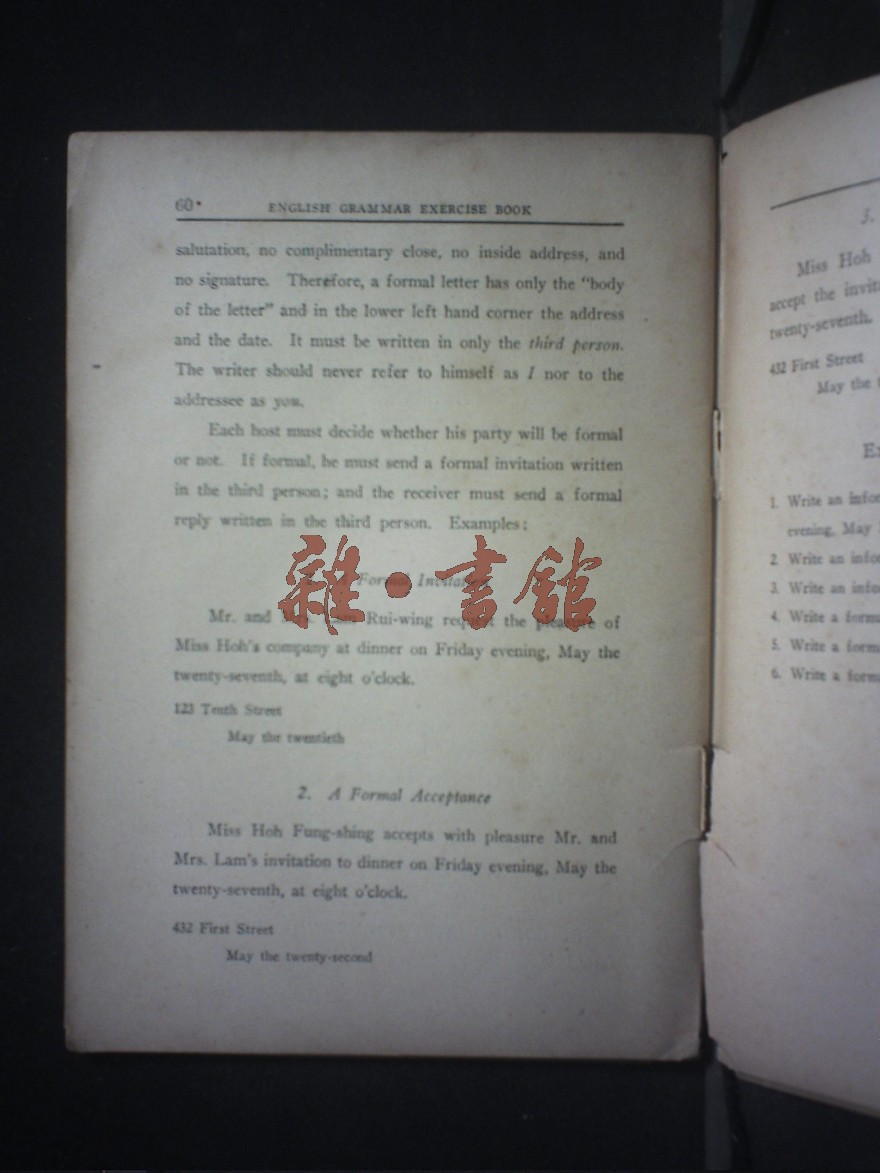 60
ENGLISH GRAMMAR EXERCISE BOOK
salutation, no complimentary close, no inside address, and
no signature. Therefore, a formal letter has only the “body
of the letter” and in the lower left hand corner the address
and the date. It must be written in only the third person.
The writer should never refer to himself as I nor to the
addressee as you.
Each host must decide whether his party will be formal
or not. If formal, he must send a formal invitation written
in the third person; and the receiver must send a formal
reply written in the third person. Examples:
Formal Invitation
雜·書館
Mr. and Rui-wing request the pleasure of
Miss Hoh's company at dinner on Friday evening, May the
twenty-seventh, at eight o'clock.
123 Tenth Street
May the twentieth
2. A Formal Acceptance
Miss Hoh Fung-shing accepts with pleasure Mr. and
Mrs. Lam's invitation to dinner on Friday evening, May the
twenty-seventh, at eight o'clock.
432 First Street
May the twenty-second
3.
Miss Hoh
accept the
twenty-seventh.
432 First Street
May the
1. Write an
evening, May
2. Write an
3. Write an
4. Write a
5. Write a
6. Write a